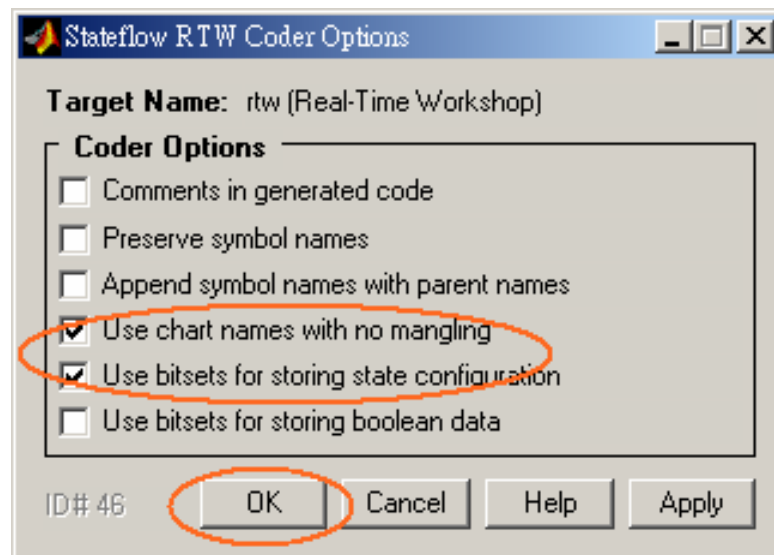 Stateflow RTW Coder Options
Target Name: rtw (Real-Time Workshop)
Coder Options
Comments in generated code
Preserve symbol names
Append symbol names with parent names
Use chart names with no mangling
Use bitsets for storing state configuration
Use bitsets for storing boolean data
ID# 46 OK Cancel Help Apply